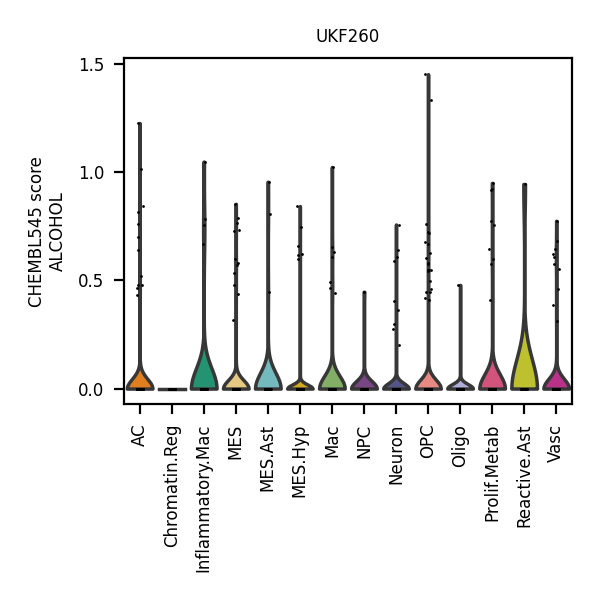 UKF260
CHEMBL545 score
ALCOHOL
1.5
1.0
0.5
0.0
AC
Chromatin.Reg
Inflammatory.Mac
MES
MES.Ast
MES.Hyp
Mac
NPC
Neuron
OPC
Oligo
Prolif.Metab
Reactive.Ast
Vasc